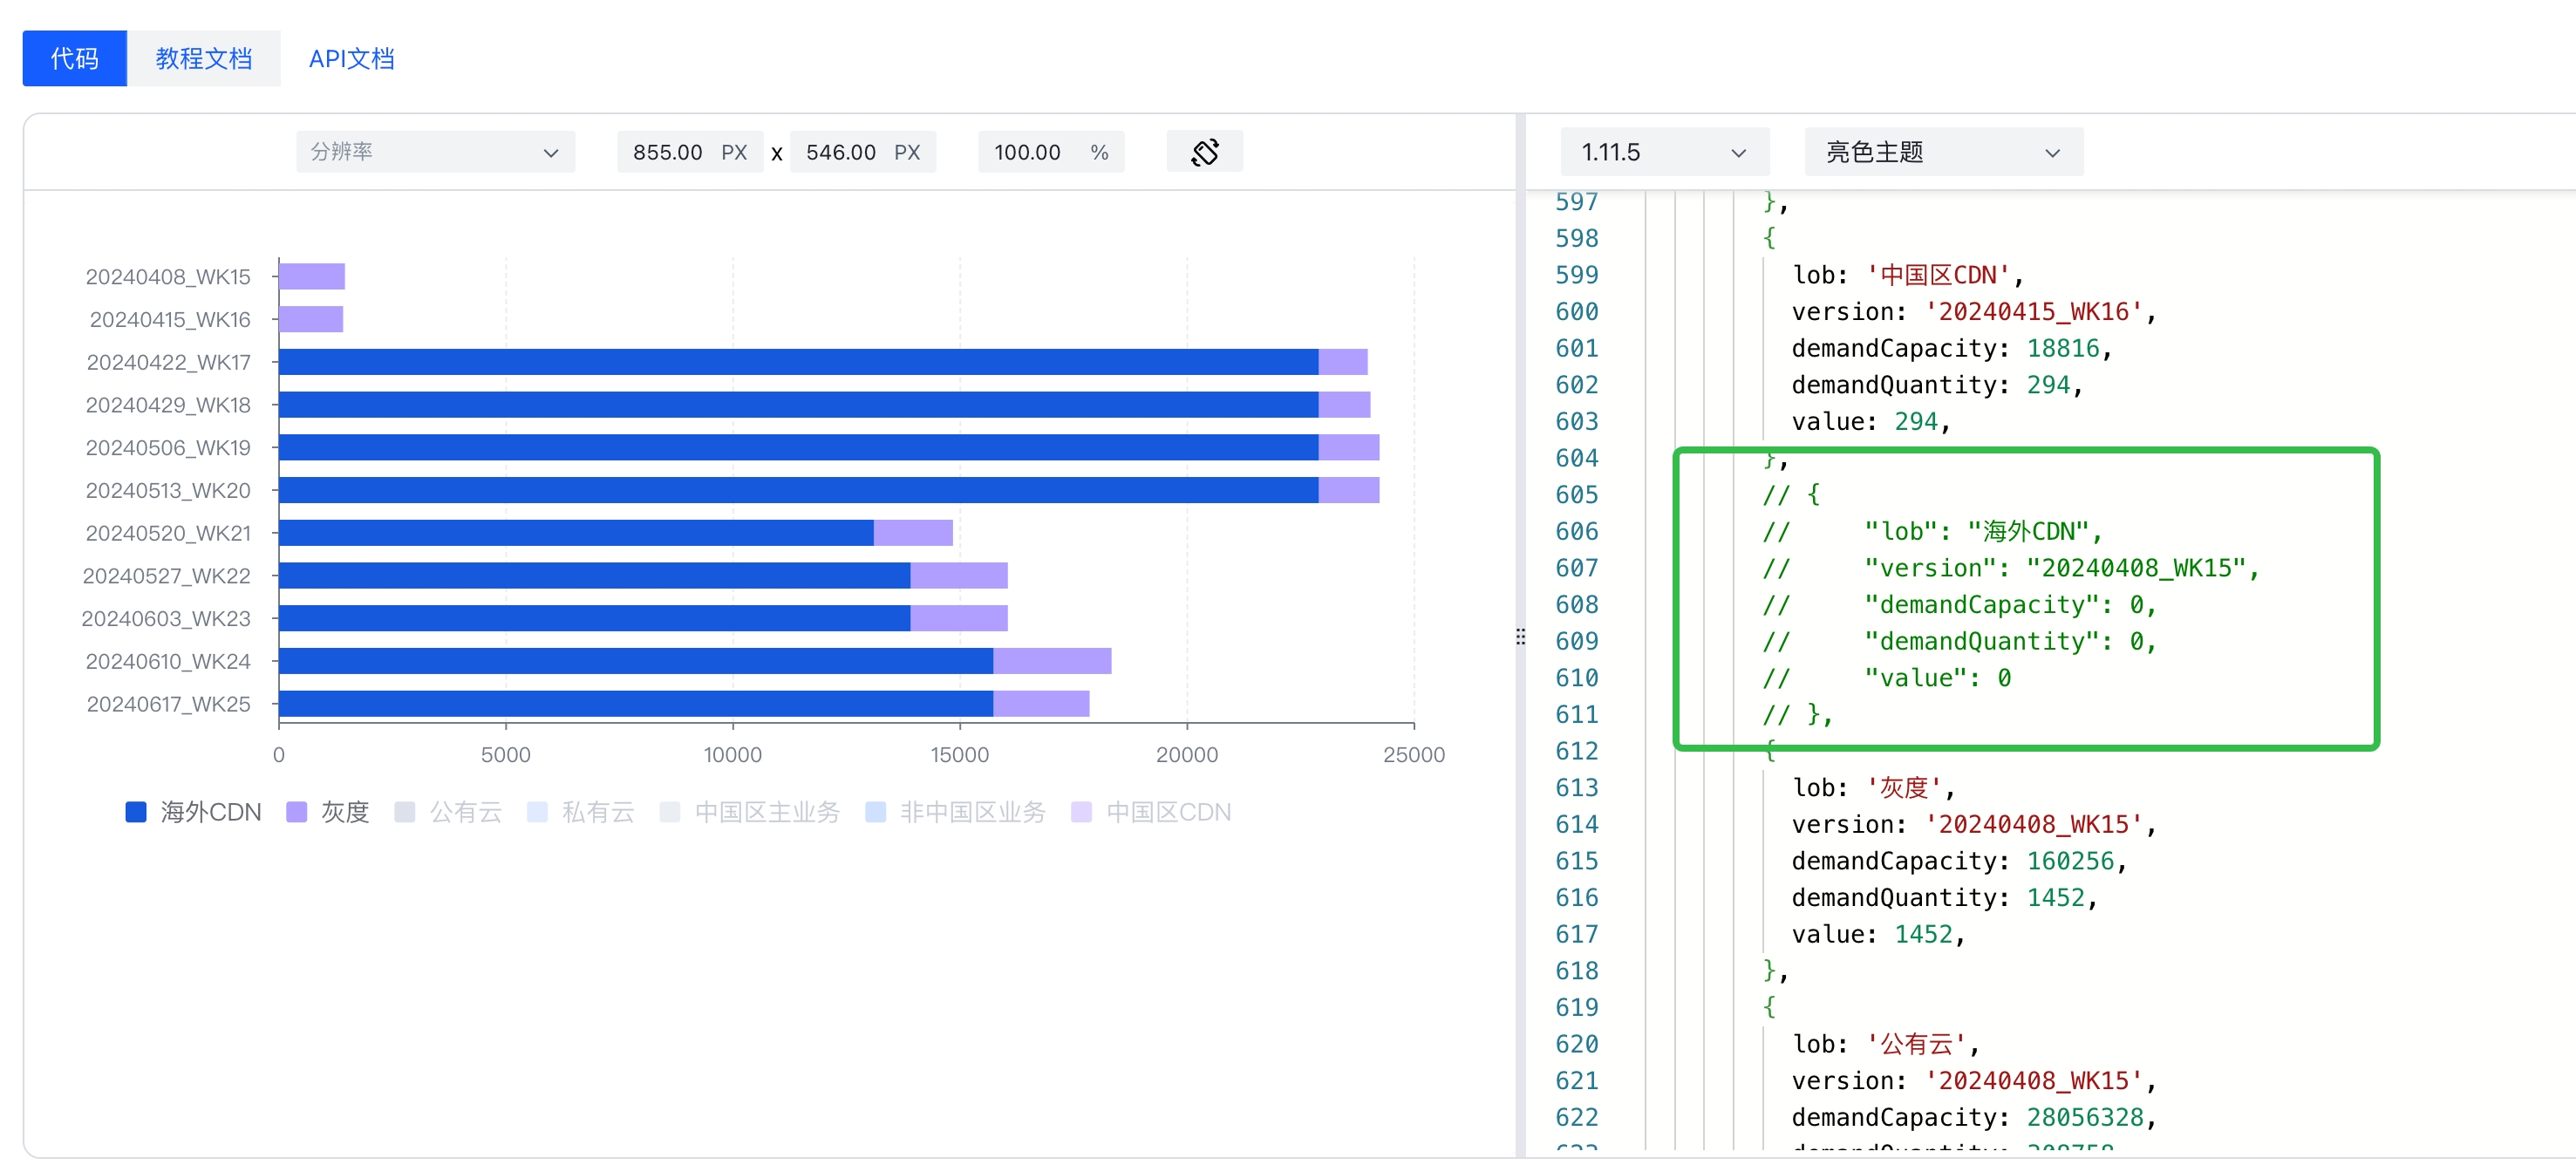 代码 教程文档 API文档
分辨率 855.00 PX x 546.00 PX 100.00 %
1.11.5 亮色主题
20240408_WK15
20240415_WK16
20240422_WK17
20240429_WK18
20240506_WK19
20240513_WK20
20240520_WK21
20240527_WK22
20240603_WK23
20240610_WK24
20240617_WK25
0 5000 10000 15000 20000 25000
海外CDN 灰度 公有云 私有云 中国区主业务 非中国区业务 中国区CDN
597 },
598 {
599 lob: '中国区CDN',
600 version: '20240415_WK16',
601 demandCapacity: 18816,
602 demandQuantity: 294,
603 value: 294,
604 },
605 // {
606 // "lob": "海外CDN",
607 // "version": "20240408_WK15",
608 // "demandCapacity": 0,
609 // "demandQuantity": 0,
610 // "value": 0
611 // },
612 {
613 lob: '灰度',
614 version: '20240408_WK15',
615 demandCapacity: 160256,
616 demandQuantity: 1452,
617 value: 1452,
618 },
619 {
620 lob: '公有云',
621 version: '20240408_WK15',
622 demandCapacity: 28056328,